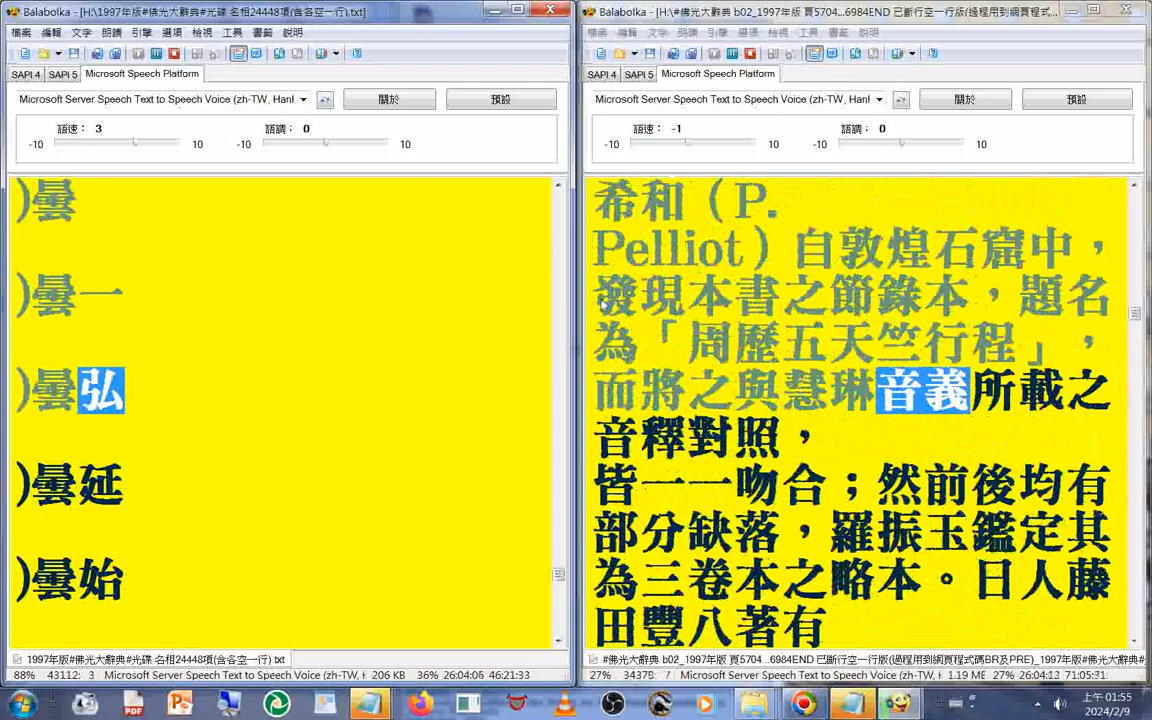 Balabolka - [H:\1997年版#佛光大辭典#光碟 名相24448項(含各空一行).txt]
檔案 編輯 文字 朗讀 引擎 選項 檢視 工具 書籤 說明
SAPI 4 SAPI 5 Microsoft Speech Platform
Microsoft Server Speech Text to Speech Voice (zh-TW, Han
關於
預設
語速： 3
語調： 0
-10 10 -10 10
)曇
)曇一
)曇弘
)曇延
)曇始
1997年版#佛光大辭典#光碟 名相24448項(含各空一行).txt
88% 43112: 3 Microsoft Server Speech Text to Speech Voice (zh-TW, H 206 KB 36% 26:04:06 46:21:33
Balabolka - [H:\#佛光大辭典 b02_1997年版 頁5704...6984END 已斷行空一行版(過程用到網頁程式...
檔案 編輯 文字 朗讀 引擎 選項 檢視 工具 書籤 說明
SAPI 4 SAPI 5 Microsoft Speech Platform
Microsoft Server Speech Text to Speech Voice (zh-TW, Han
關於
預設
語速： -1
語調： 0
-10 10 -10 10
希和（P.
Pelliot）自敦煌石窟中，
發現本書之節錄本，題名
為「周歷五天竺行程」，
而將之與慧琳音義所載之
音釋對照，
皆一一吻合；然前後均有
部分缺落，羅振玉鑑定其
為三卷本之略本。日人藤
田豐八著有
#佛光大辭典 b02_1997年版 頁5704...6984END 已斷行空一行版(過程用到網頁程式碼BR及PRE)_1997年版#佛光大辭典#
27% 34375: 7 Microsoft Server Speech Text to Speech Voice (zh-TW, H 1.19 ME 27% 26:04:02 71:05:31
PDF
上午 01:55
2024/2/9